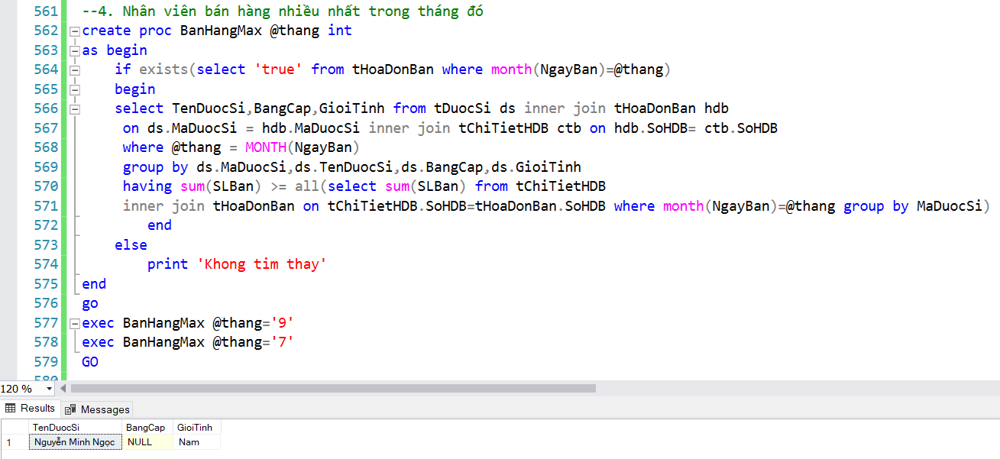 561 --4. Nhân viên bán hàng nhiều nhất trong tháng đó
562 create proc BanHangMax @thang int
563 as begin
564 if exists(select 'true' from tHoaDonBan where month(NgayBan)=@thang)
565 begin
566 select TenDuocSi,BangCap,GioiTinh from tDuocSi ds inner join tHoaDonBan hdb
567 on ds.MaDuocSi = hdb.MaDuocSi inner join tChiTietHDB ctb on hdb.SoHDB= ctb.SoHDB
568 where @thang = MONTH(NgayBan)
569 group by ds.MaDuocSi,ds.TenDuocSi,ds.BangCap,ds.GioiTinh
570 having sum(SLBan) >= all(select sum(SLBan) from tChiTietHDB
571 inner join tHoaDonBan on tChiTietHDB.SoHDB=tHoaDonBan.SoHDB where month(NgayBan)=@thang group by MaDuocSi)
572 end
573 else
574 print 'Khong tim thay'
575 end
576 go
577 exec BanHangMax @thang='9'
578 exec BanHangMax @thang='7'
579 GO
580
120 %
Results Messages
TenDuocSi BangCap GioiTinh
1 Nguyễn Minh Ngọc NULL Nam